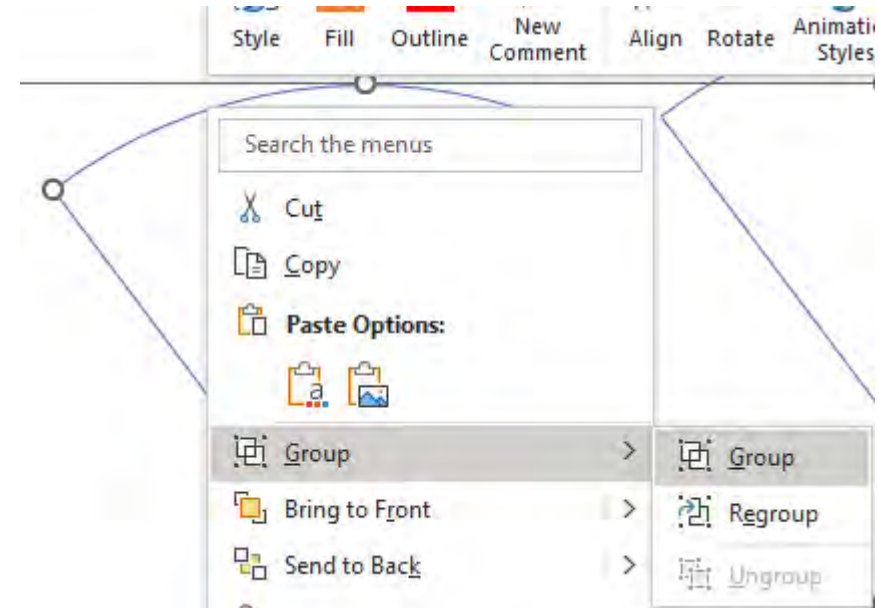 Style Fill Outline New Comment Align Rotate Styles
Search the menus
Cut
Copy
Paste Options:
a
Group
Group
Bring to Front
Regroup
Send to Back
Ungroup